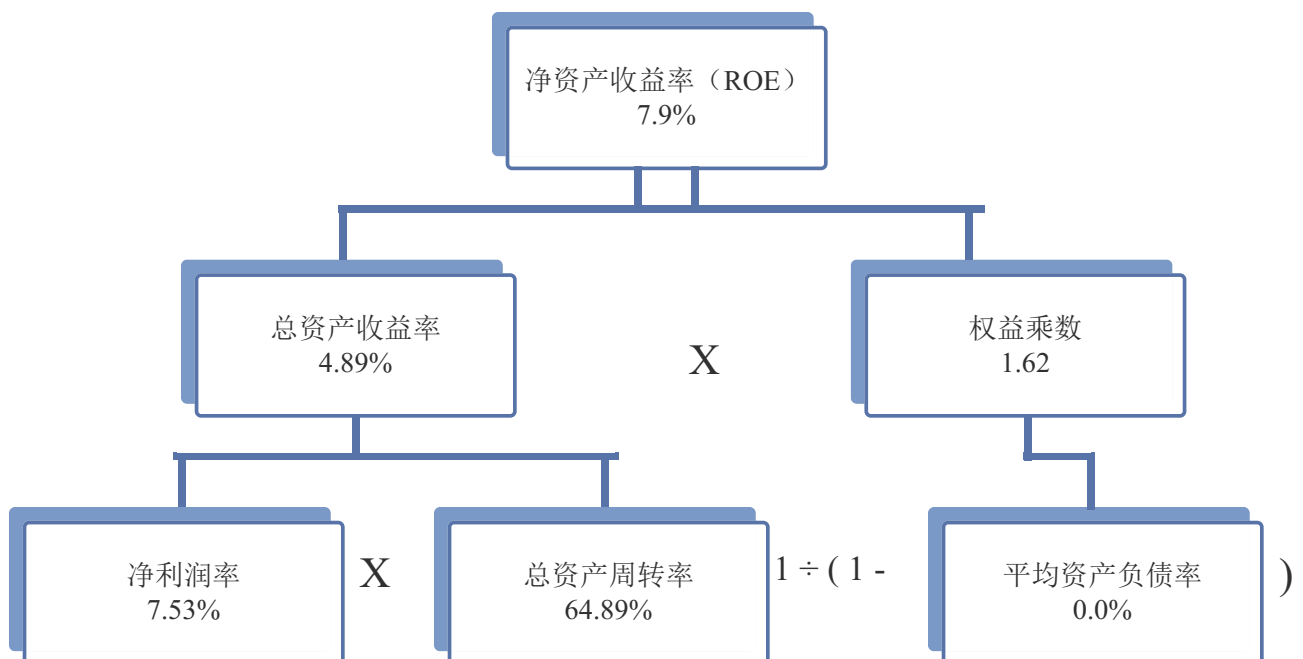 净资产收益率（ROE）
7.9%
总资产收益率
4.89%
X
权益乘数
1.62
净利润率
7.53%
X
总资产周转率
64.89%
1 ÷ ( 1 -
平均资产负债率
0.0%
)